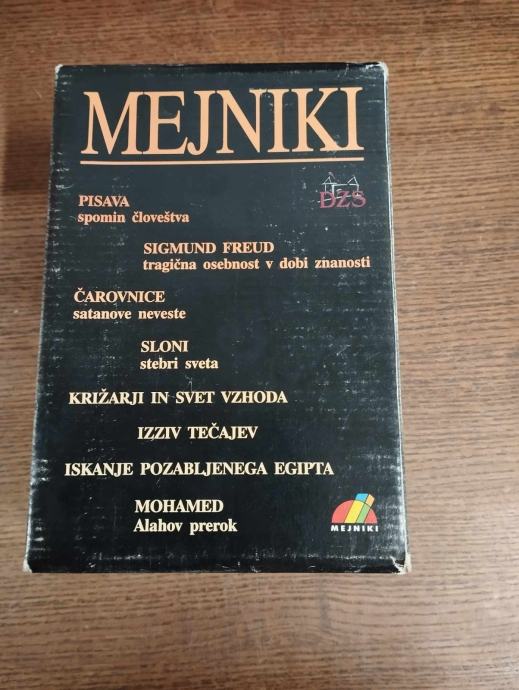 MEJNIKI
DZS
PISAVA
spomin človeštva
SIGMUND FREUD
tragična osebnost v dobi znanosti
ČAROVNICE
satanove neveste
SLONI
stebri sveta
KRIŽARJI IN SVET VZHODA
IZZIV TEČAJEV
ISKANJE POZABLJENEGA EGIPTA
MOHAMED
Alahov prerok
MEJNIKI